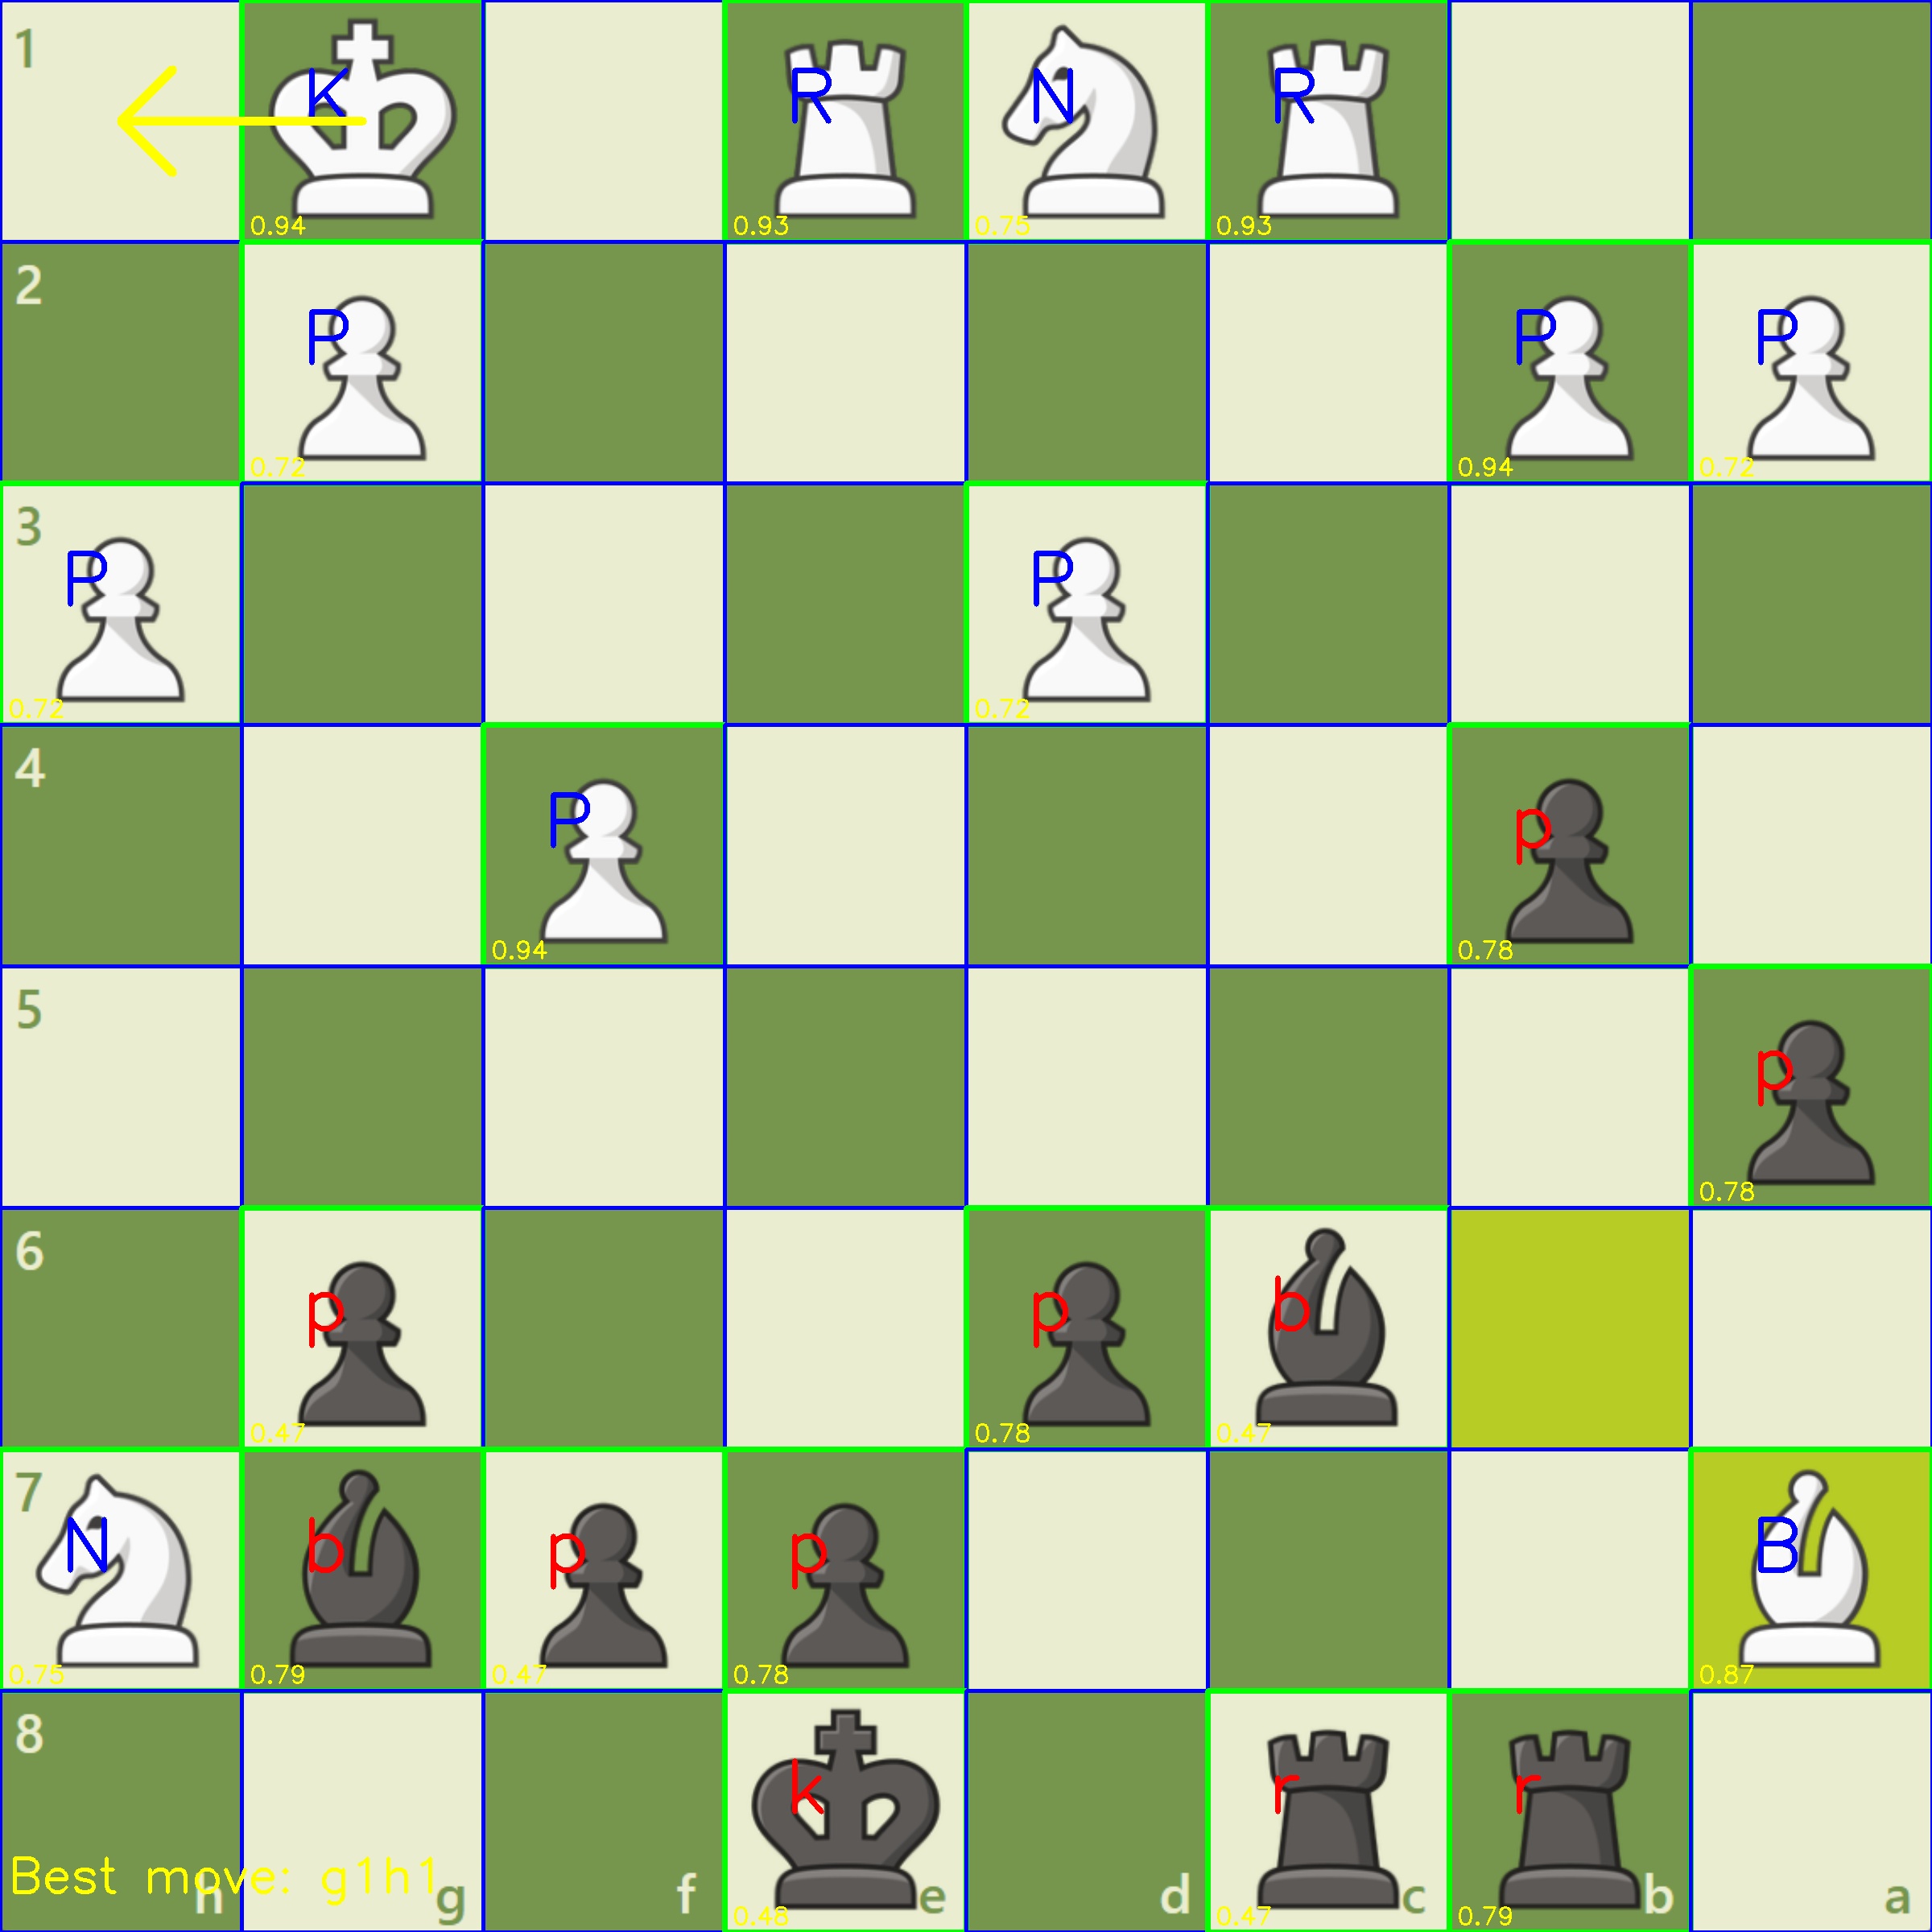 1 K R N R
0.94 0.93 0.75 0.93
2 P P P
0.72 0.94 0.72
3 P P
0.72 0.72
4 P p
0.94 0.78
5 p
0.78
6 p p b
0.47 0.78 0.47
7 N b p p B
0.75 0.79 0.47 0.78 0.87
8 k r r
Best move: g1h1
h g f e d c b a
0.48 0.47 0.79